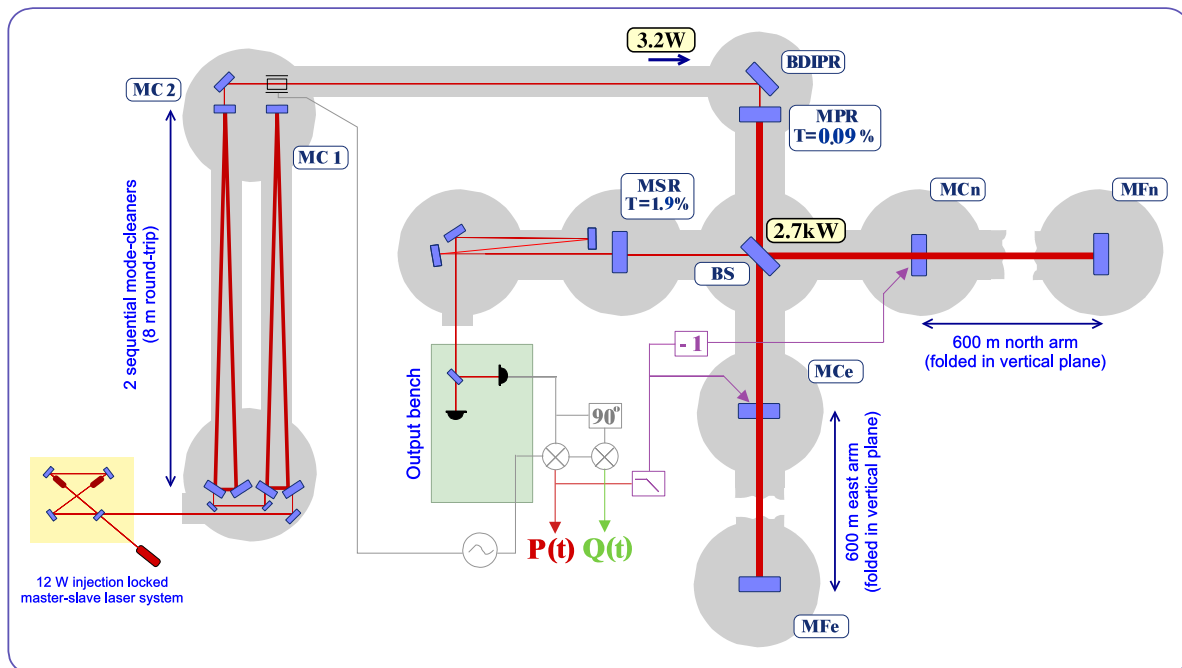 3.2W
BDIPR
MC 2
MPR
T=0.09 %
MC 1
2 sequential mode-cleaners
(8 m round-trip)
MSR
T=1.9%
MCn
MFn
2.7kW
BS
600 m north arm
(folded in vertical plane)
- 1
MCe
Output bench
90°
600 m east arm
(folded in vertical plane)
P(t)
Q(t)
12 W injection locked
master-slave laser system
MFe